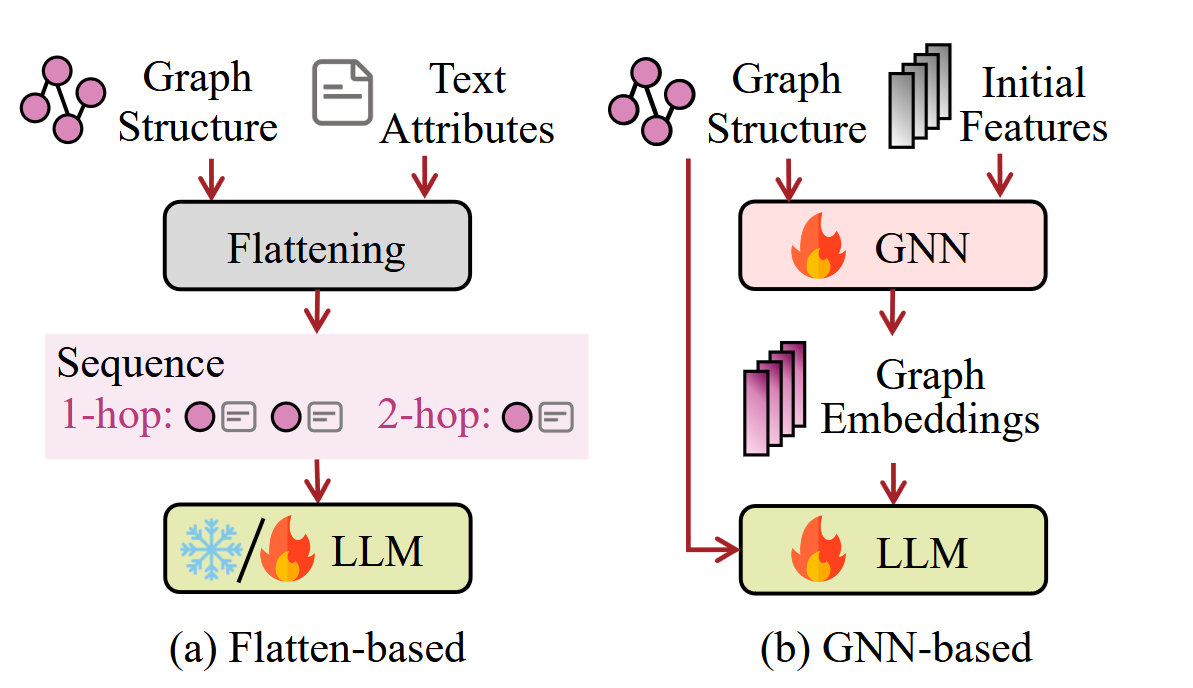 Graph
Structure
Text
Attributes
Flattening
Sequence
1-hop:
2-hop:
LLM
(a) Flatten-based
Graph
Structure
Initial
Features
GNN
Graph
Embeddings
LLM
(b) GNN-based